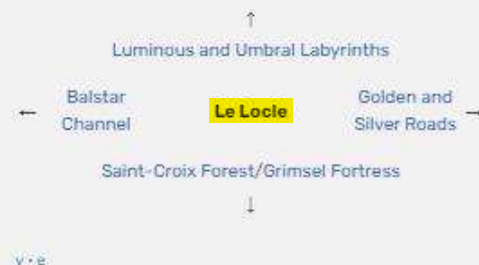 ↑
Luminous and Umbral Labyrinths
← Balstar Channel
Le Locle
Golden and Silver Roads →
Saint-Croix Forest/Grimsel Fortress
↓
v • e